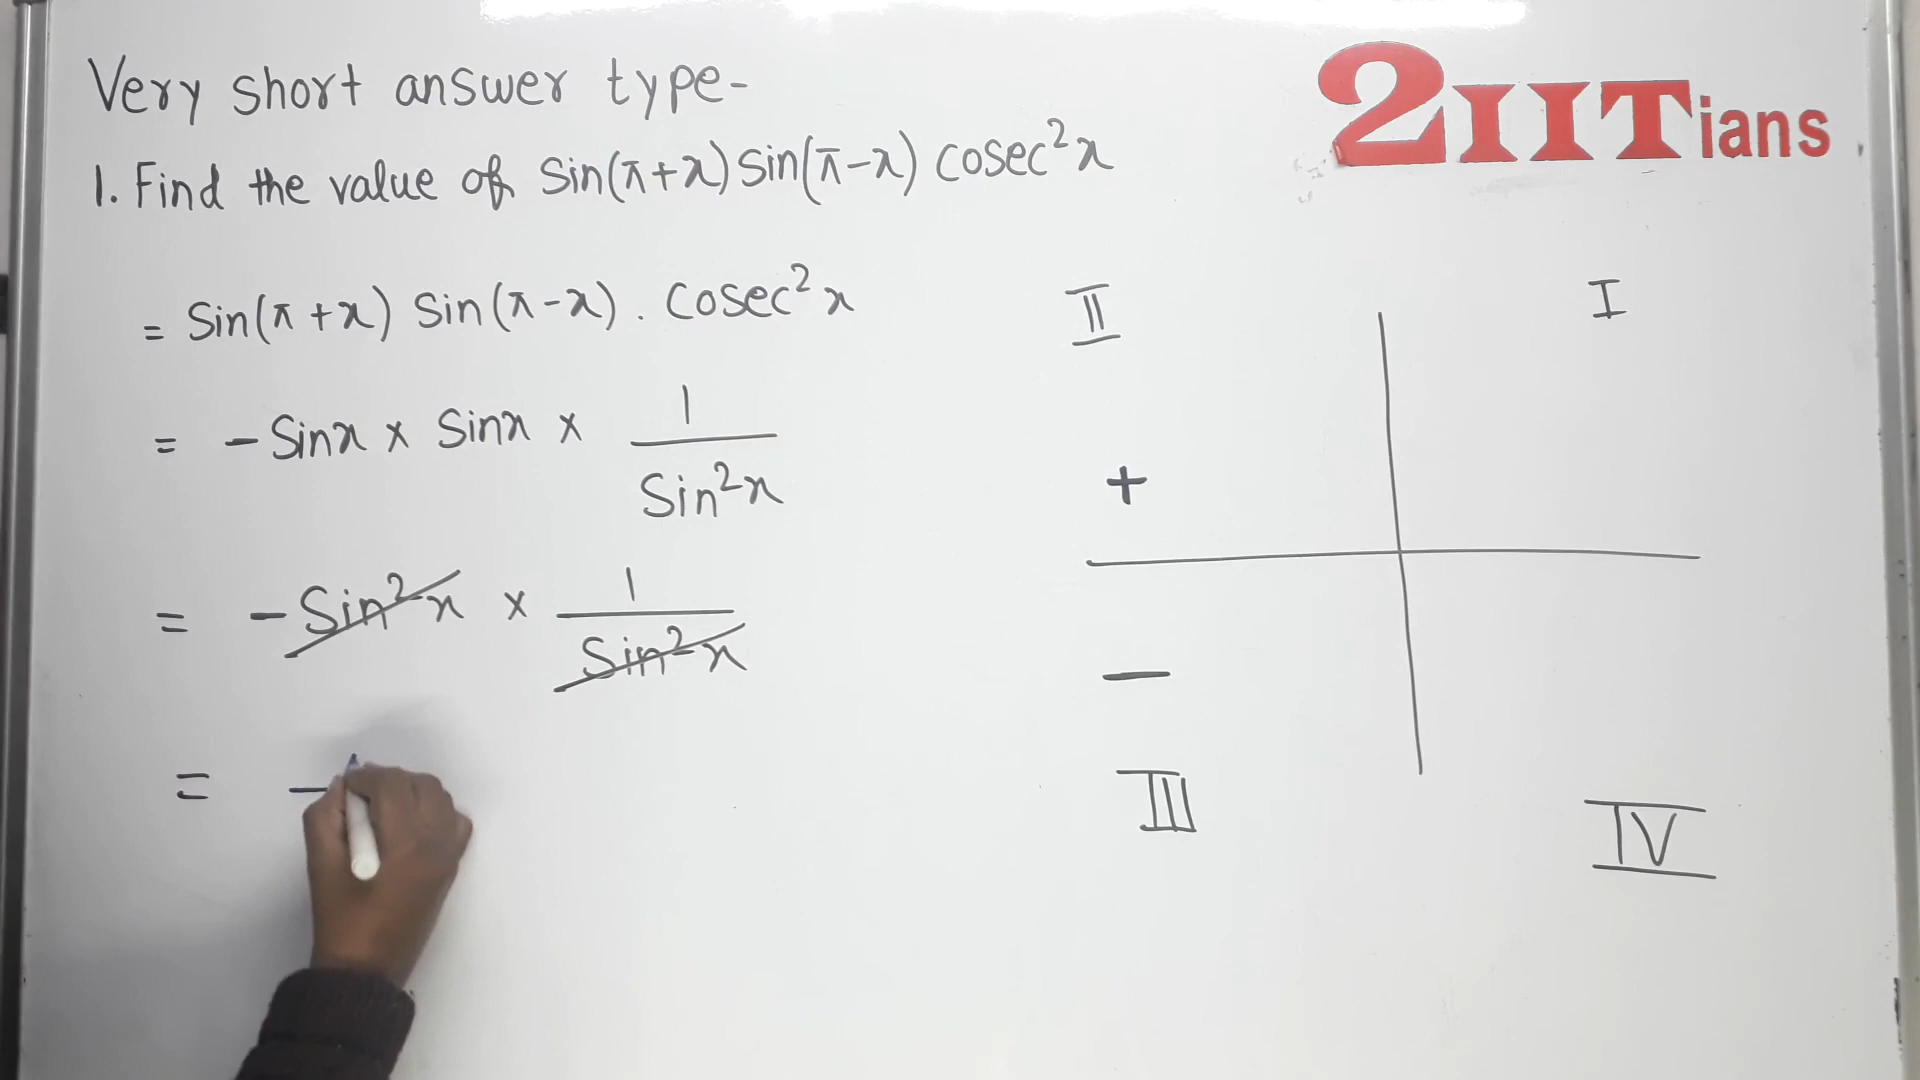 Very short answer type-
2IITians
1. Find the value of Sin(π+x) Sin(π-x) cosec²x
= Sin(π+x) Sin(π-x) . Cosec²x
II
I
= -Sinx × Sinx × 1/Sin²x
+
= -Sin²x × 1/Sin²x
—
= -
III
IV